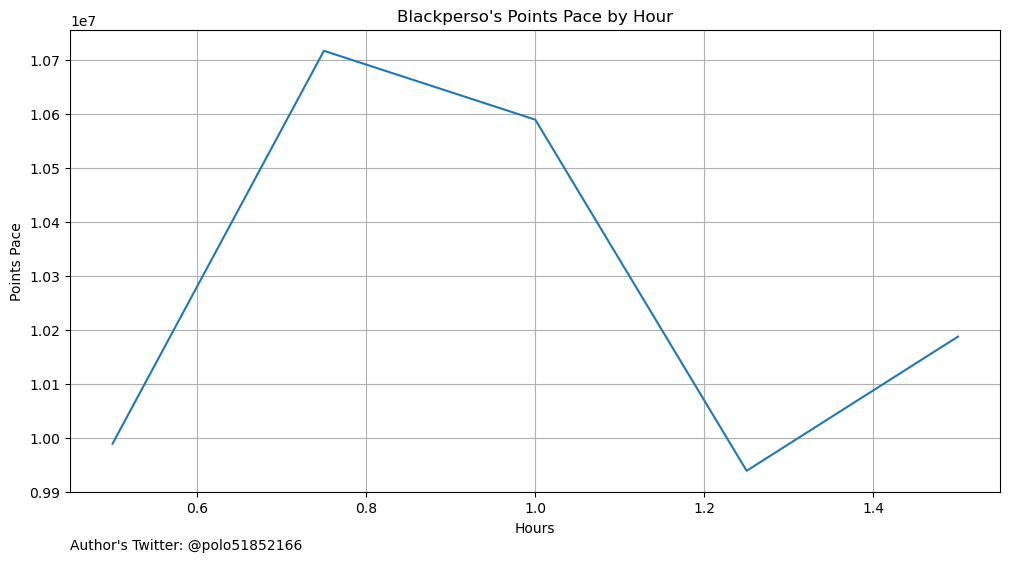 Blackperso's Points Pace by Hour
1e7
1.07
1.06
1.05
1.04
1.03
1.02
1.01
1.00
0.99
Points Pace
0.6
0.8
1.0
1.2
1.4
Hours
Author's Twitter: @polo51852166